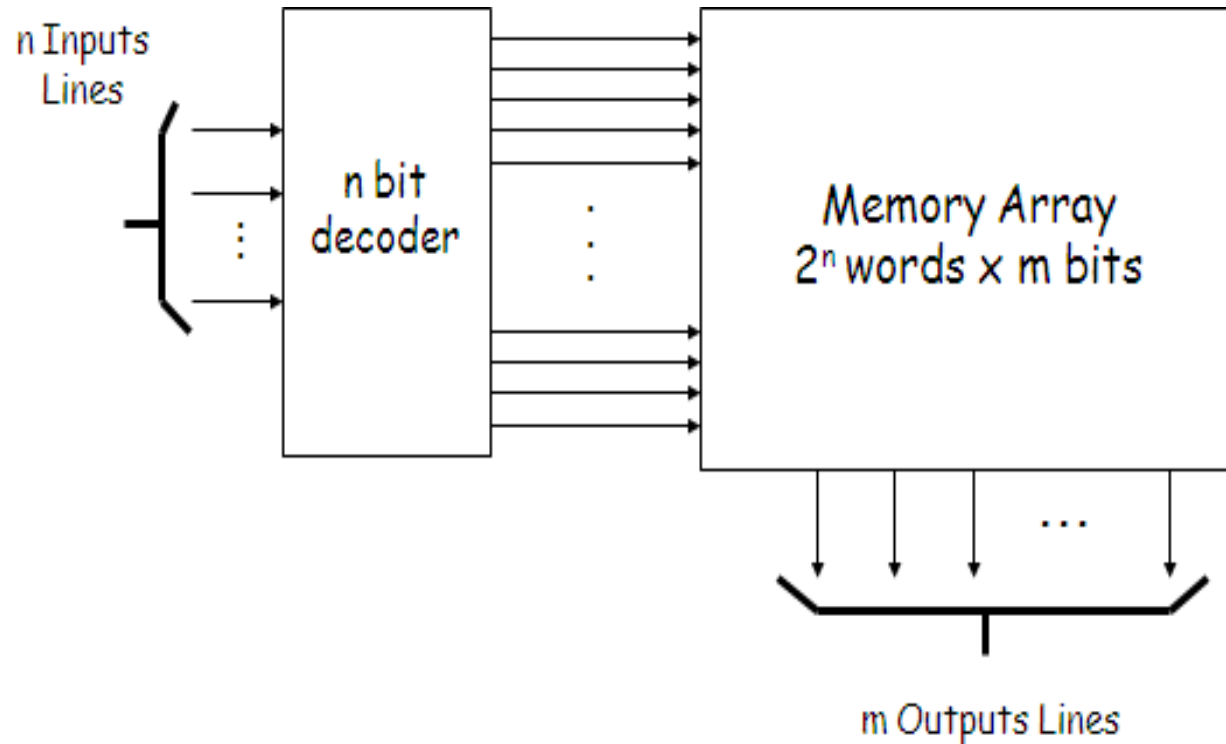 n Inputs
Lines
n bit
decoder
Memory Array
2ⁿ words x m bits
m Outputs Lines